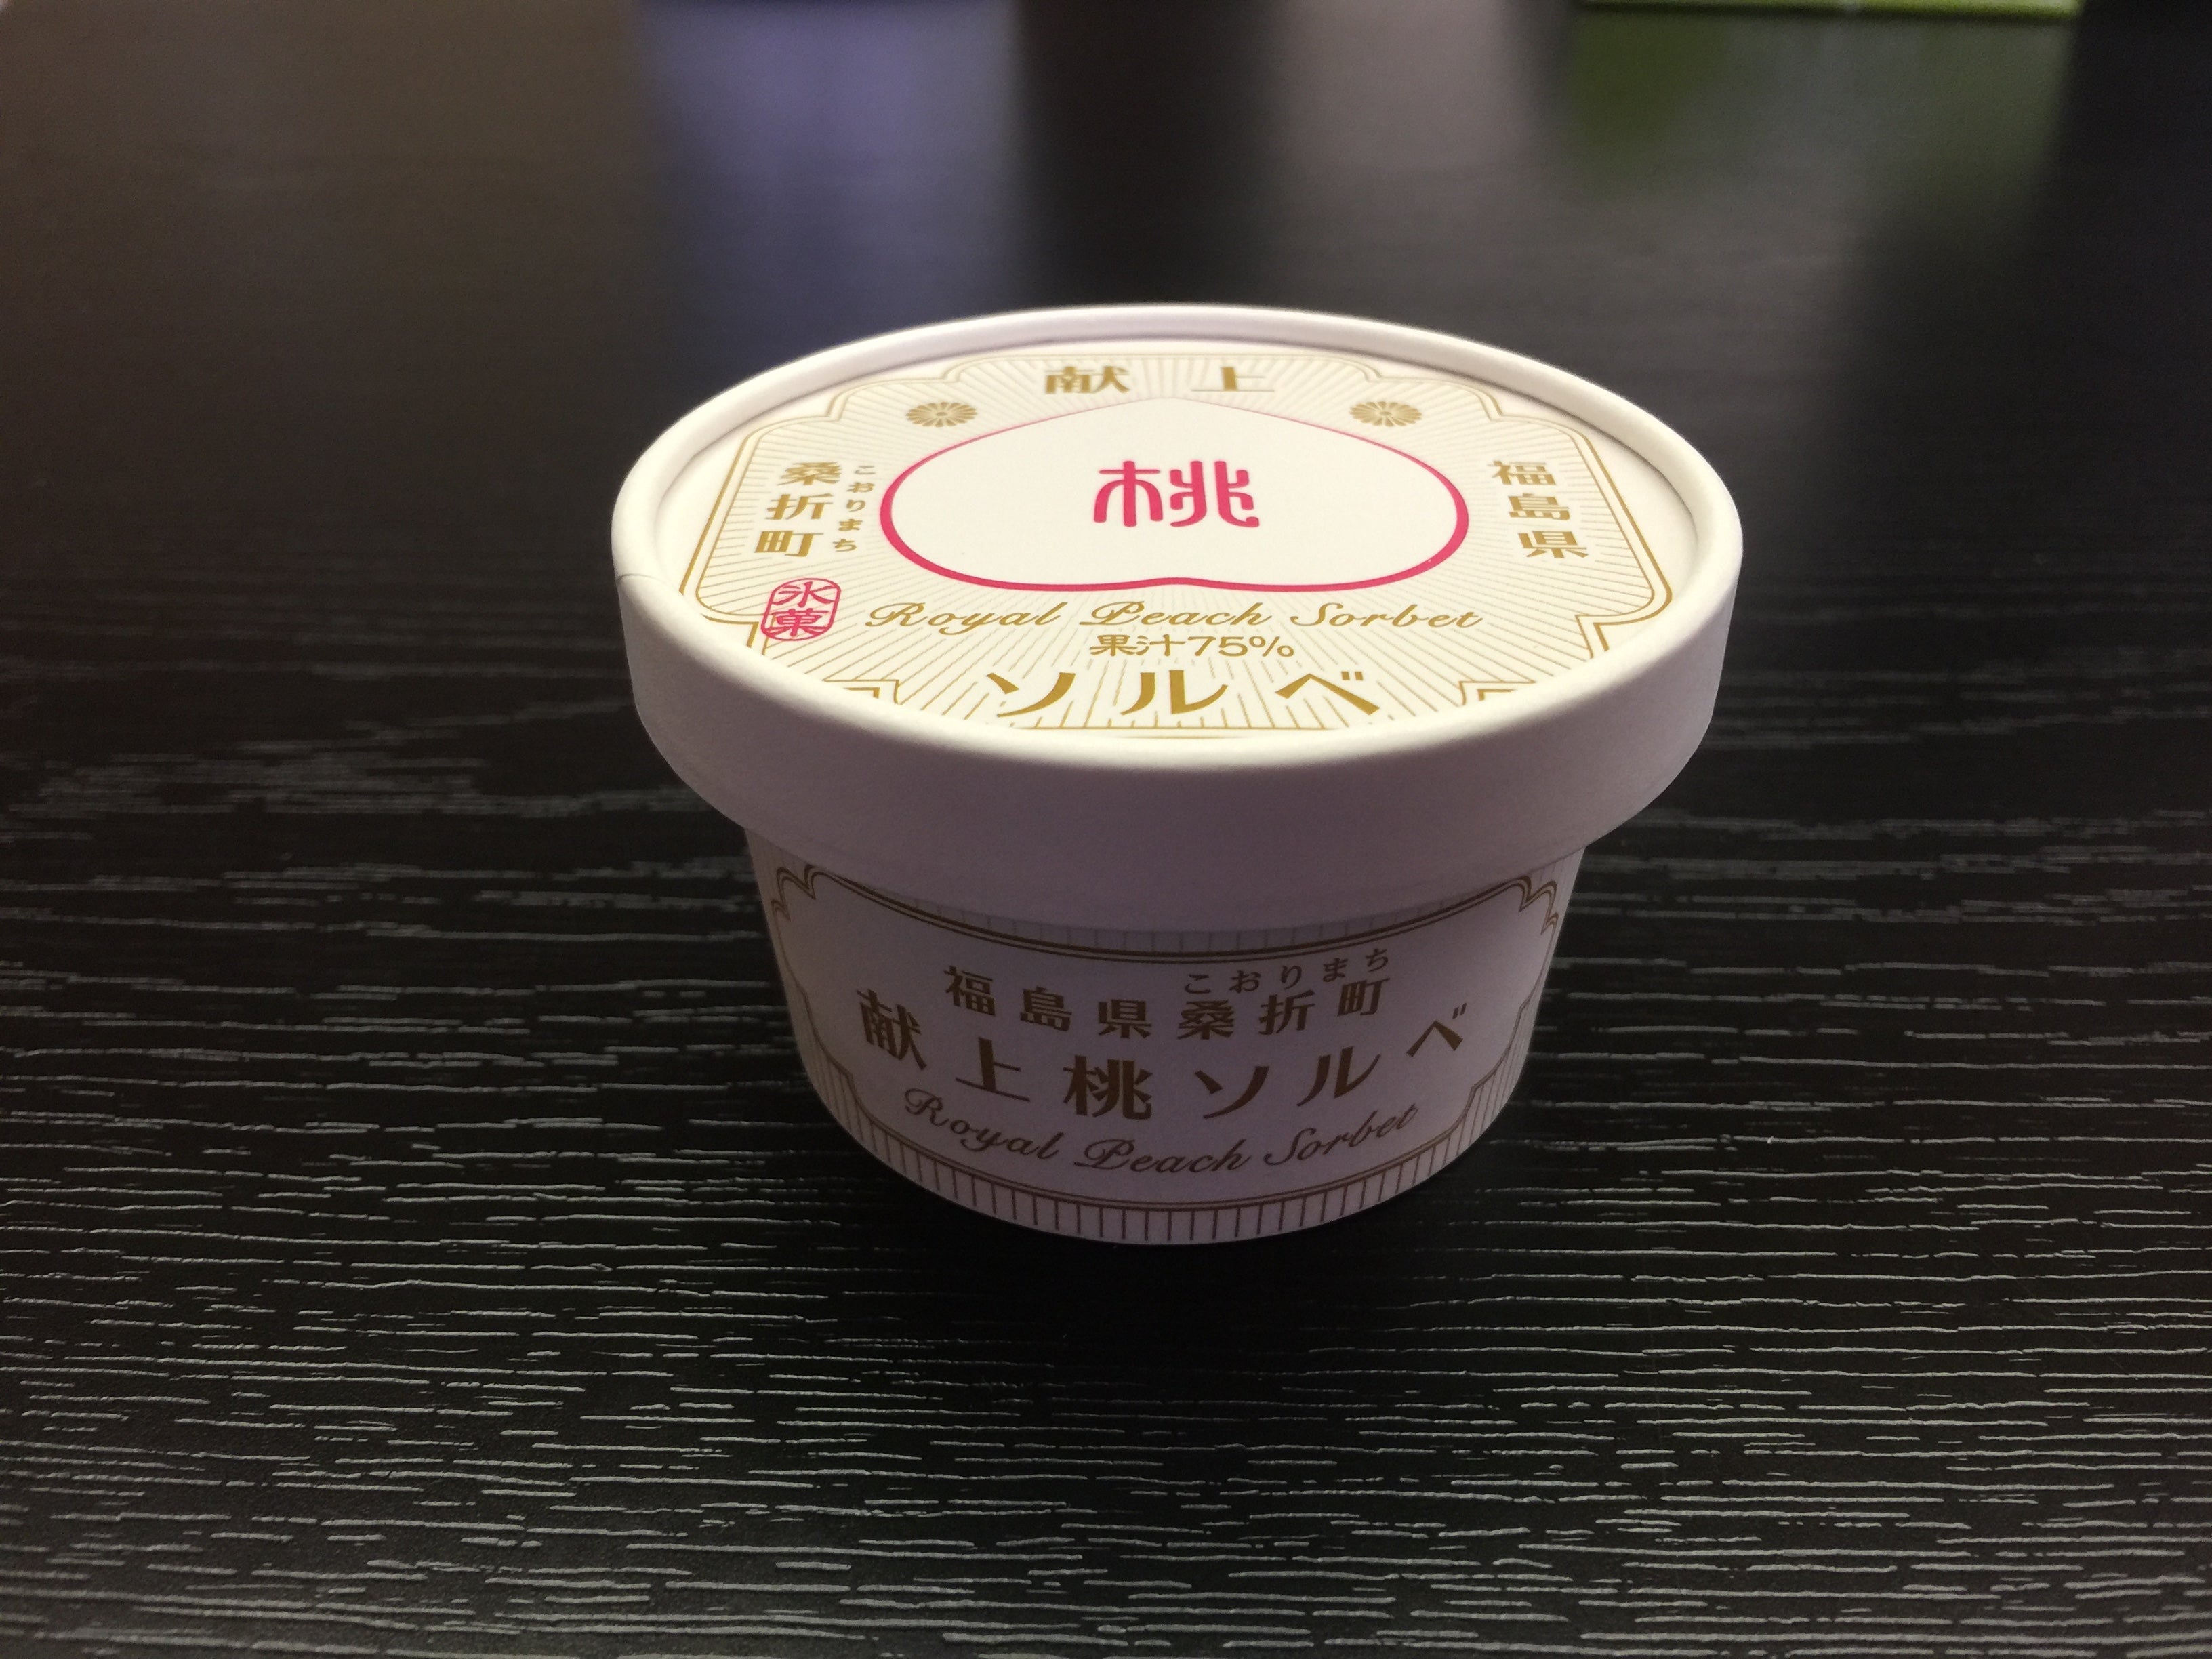 献上
桃
福島県
桑折町
こおりまち
氷菓
Royal Peach Sorbet
果汁75%
ソルベ
こおりまち
福島県桑折町
献上桃ソルベ
Royal Peach Sorbet